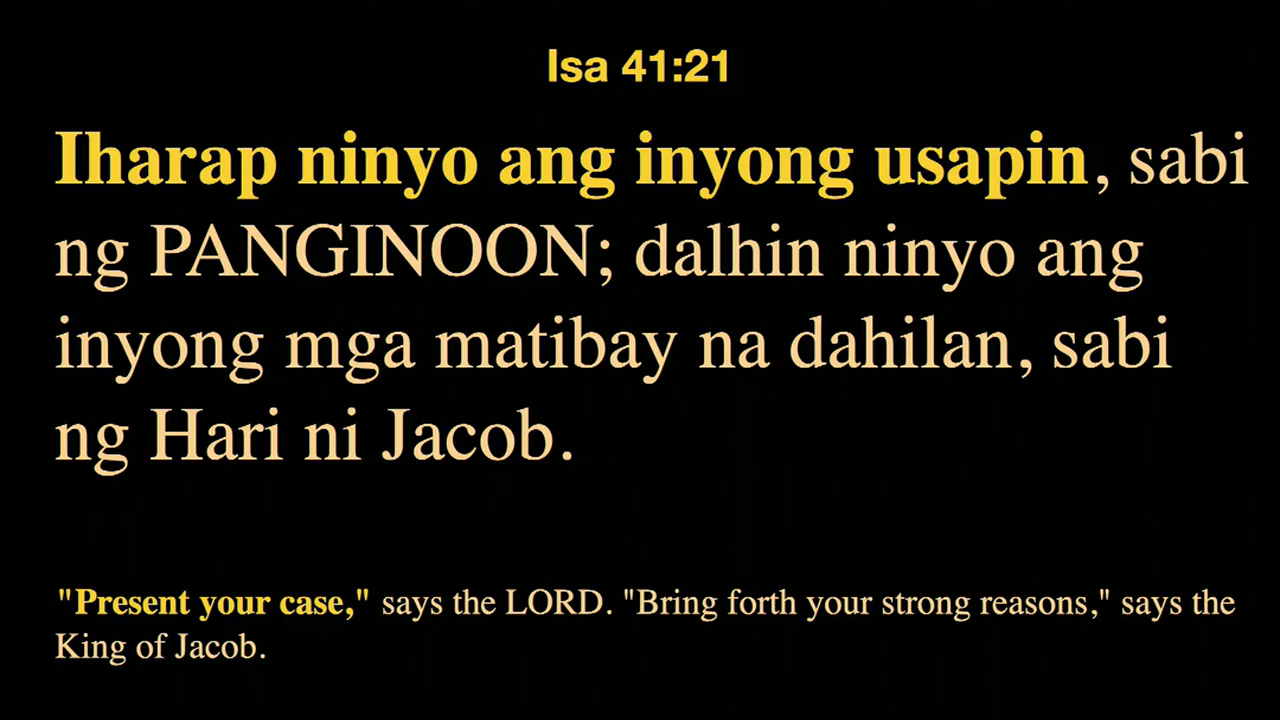 Isa 41:21
Iharap ninyo ang inyong usapin, sabi
ng PANGINOON; dalhin ninyo ang
inyong mga matibay na dahilan, sabi
ng Hari ni Jacob.
"Present your case," says the LORD. "Bring forth your strong reasons," says the
King of Jacob.